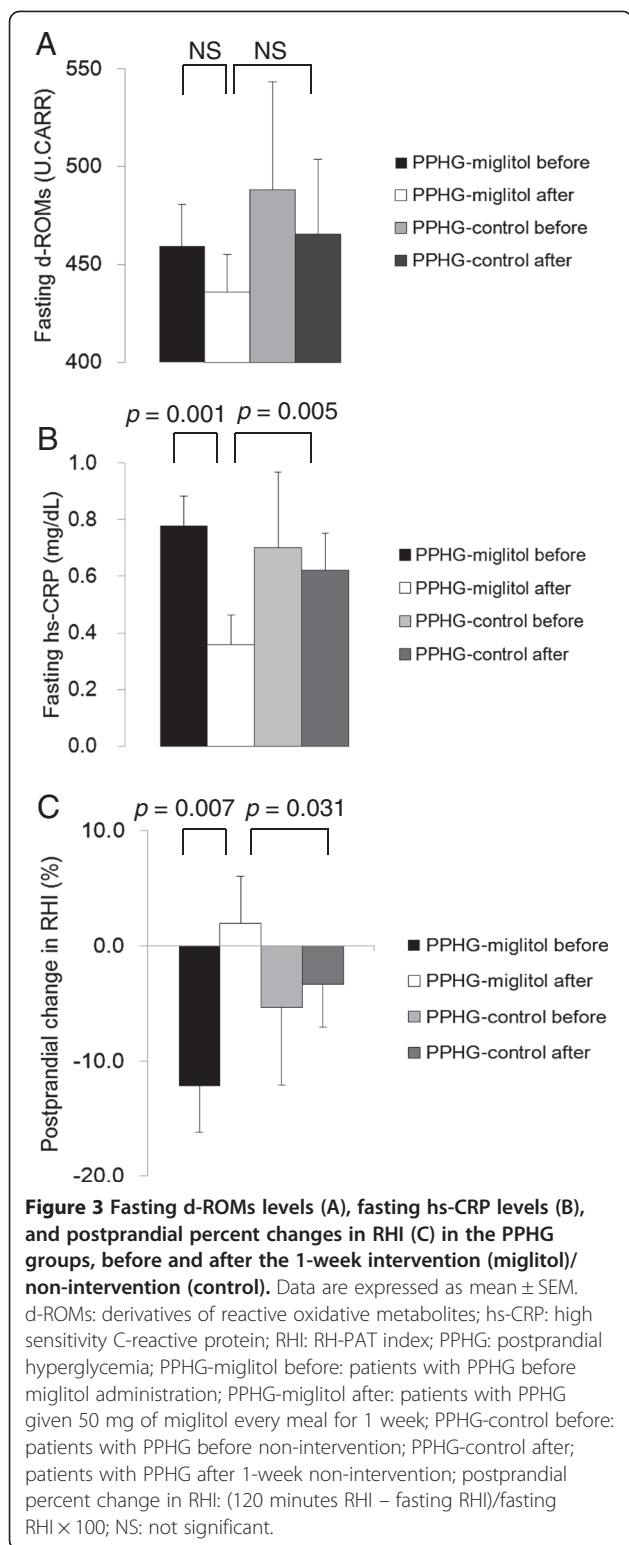 A
NS NS
550
500
450
400
Fasting d-ROMs (U.CARR)
PPHG-miglitol before
PPHG-miglitol after
PPHG-control before
PPHG-control after
p = 0.001 p = 0.005
B
1.0
0.8
0.6
0.4
0.2
0.0
Fasting hs-CRP (mg/dL)
PPHG-miglitol before
PPHG-miglitol after
PPHG-control before
PPHG-control after
C
p = 0.007 p = 0.031
10.0
0.0
-10.0
-20.0
Postprandial change in RHI (%)
PPHG-miglitol before
PPHG-miglitol after
PPHG-control before
PPHG-control after
Figure 3 Fasting d-ROMs levels (A), fasting hs-CRP levels (B),
and postprandial percent changes in RHI (C) in the PPHG
groups, before and after the 1-week intervention (miglitol)/
non-intervention (control). Data are expressed as mean ± SEM.
d-ROMs: derivatives of reactive oxidative metabolites; hs-CRP: high
sensitivity C-reactive protein; RHI: RH-PAT index; PPHG: postprandial
hyperglycemia; PPHG-miglitol before: patients with PPHG before
miglitol administration; PPHG-miglitol after: patients with PPHG
given 50 mg of miglitol every meal for 1 week; PPHG-control before:
patients with PPHG before non-intervention; PPHG-control after;
patients with PPHG after 1-week non-intervention; postprandial
percent change in RHI: (120 minutes RHI – fasting RHI)/fasting
RHI × 100; NS: not significant.